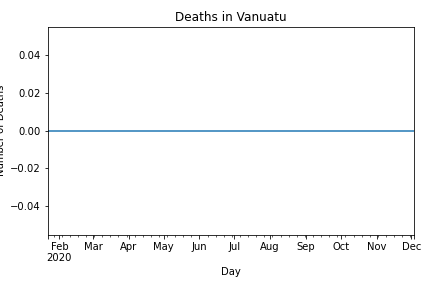 Deaths in Vanuatu
Number of Deaths
0.04
0.02
0.00
−0.02
−0.04
Feb Mar Apr May Jun Jul Aug Sep Oct Nov Dec
2020
Day